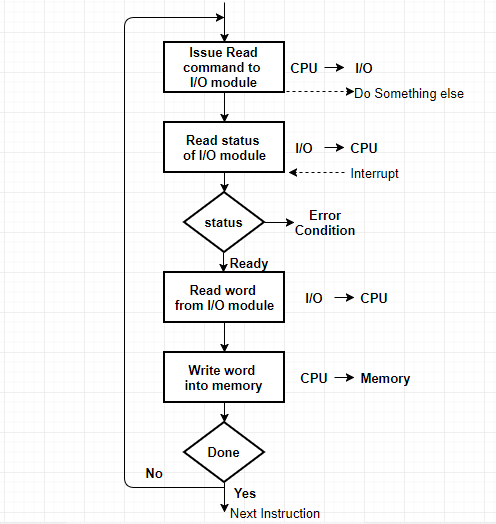 Issue Read
command to
I/O module
CPU I/O
Do Something else
Read status
of I/O module
I/O CPU
Interrupt
status
Error
Condition
Ready
Read word
from I/O module
I/O CPU
Write word
into memory
CPU Memory
Done
No
Yes
Next Instruction